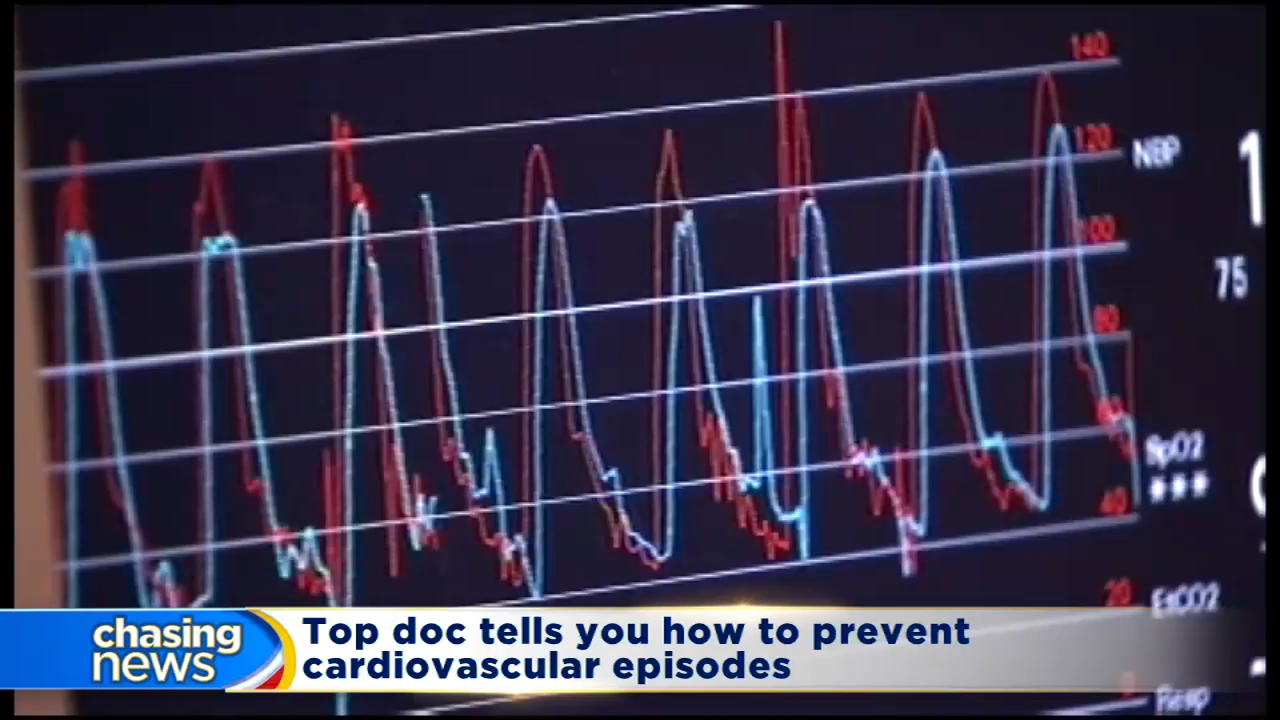 140
120
NBP
100
75
80
60
SpO2
***
40
20
EtCO2
0
Resp
chasing
news
Top doc tells you how to prevent
cardiovascular episodes